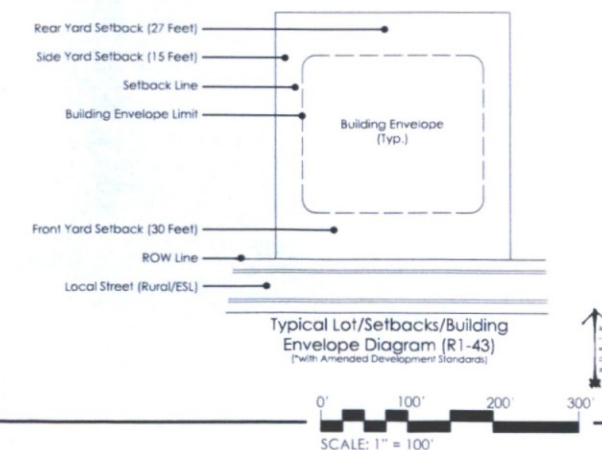 Rear Yard Setback (27 Feet)
Side Yard Setback (15 Feet)
Setback Line
Building Envelope Limit
Building Envelope
(Typ.)
Front Yard Setback (30 Feet)
ROW Line
Local Street (Rural/ESL)
Typical Lot/Setbacks/Building
Envelope Diagram (R1-43)
(*with Amended Development Standards)
0' 100' 200' 300'
SCALE: 1" = 100'